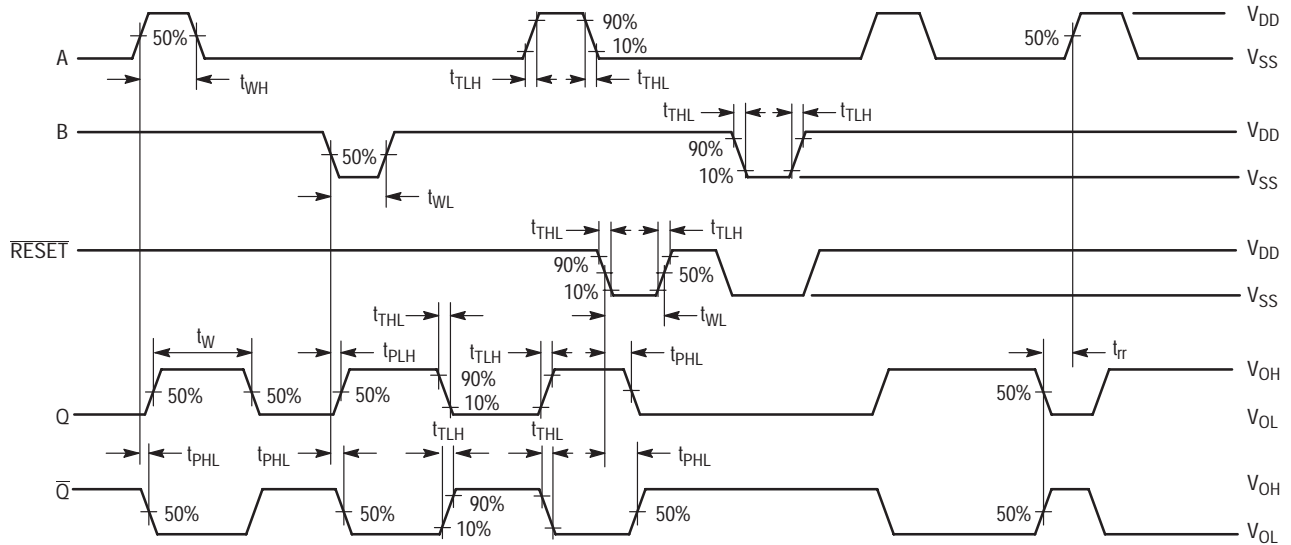 V_DD
90%
50%
50%
10%
A
V_SS
t_WH
t_TLH
t_THL
t_THL
t_TLH
B
V_DD
50%
90%
10%
V_SS
t_WL
t_THL
t_TLH
RESET
V_DD
90%
50%
10%
V_SS
t_THL
t_WL
t_W
t_PLH
t_TLH
t_PHL
t_rr
V_OH
90%
50%
50%
50%
10%
50%
Q
V_OL
t_TLH
t_THL
t_PHL
t_PHL
t_PHL
Q
V_OH
90%
50%
50%
50%
50%
10%
V_OL